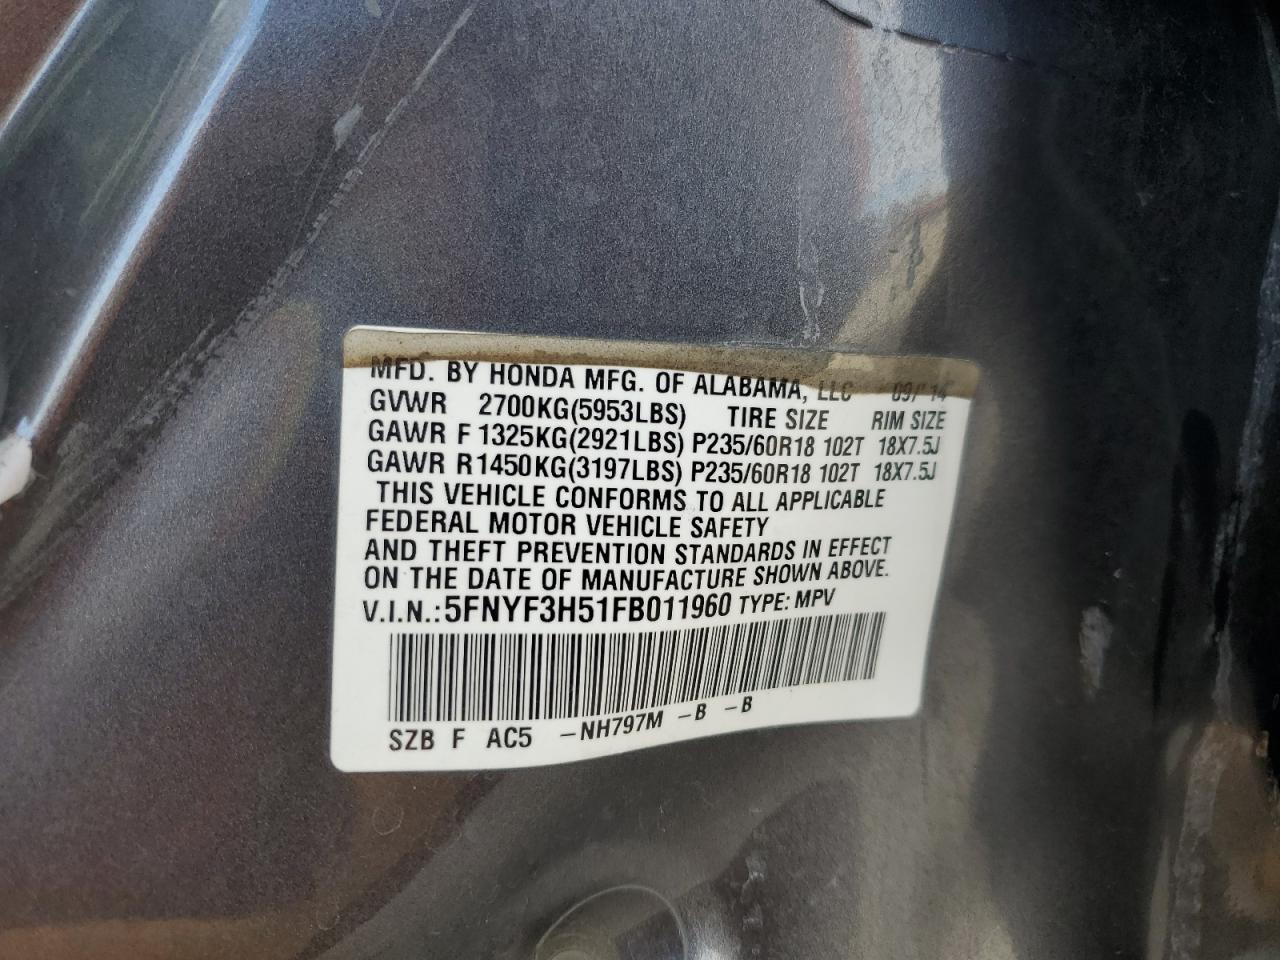 MFD. BY HONDA MFG. OF ALABAMA, LLC 09/14
GVWR 2700KG(5953LBS) TIRE SIZE RIM SIZE
GAWR F 1325KG(2921LBS) P235/60R18 102T 18X7.5J
GAWR R1450KG(3197LBS) P235/60R18 102T 18X7.5J
THIS VEHICLE CONFORMS TO ALL APPLICABLE
FEDERAL MOTOR VEHICLE SAFETY
AND THEFT PREVENTION STANDARDS IN EFFECT
ON THE DATE OF MANUFACTURE SHOWN ABOVE.
V.I.N.: 5FNYF3H51FB011960 TYPE: MPV
SZB F AC5 -NH797M -B -B